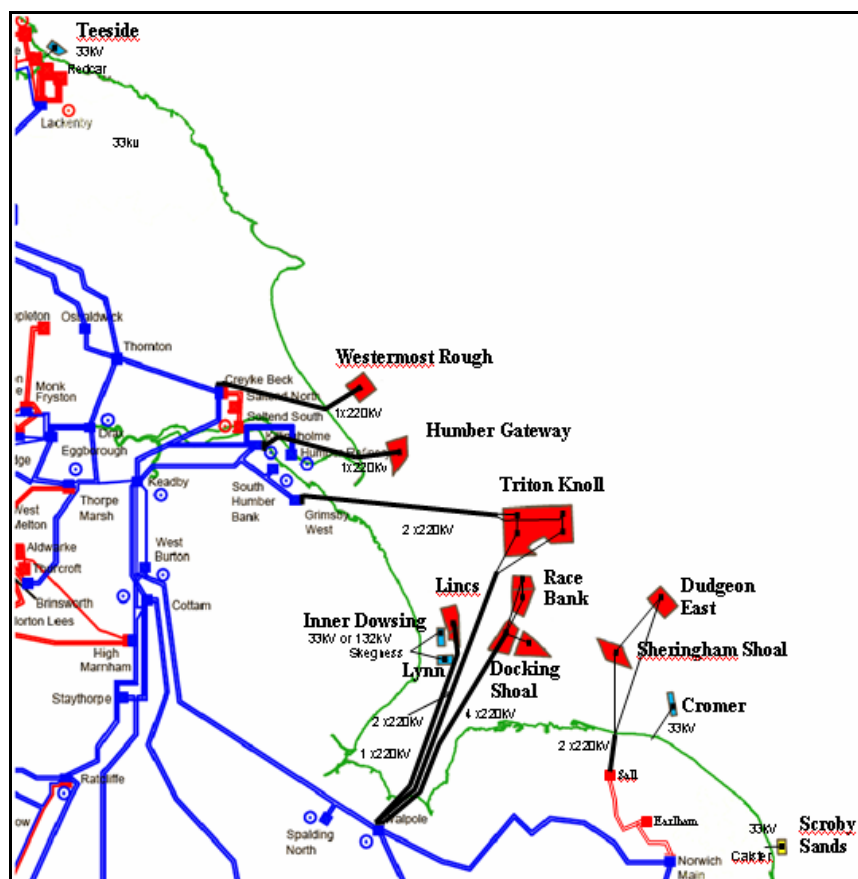 Teeside
33kV
Redcar
Lackenby
33ku
Thornton
Monk
Fryston
Westermost Rough
Creyke Beck
Saltend North
1x220kV
Saltend South
Humber Gateway
Drax
Eggborough
1x220kV
Keadby
Thorpe
Marsh
South
Humber
Bank
Grimsby
West
Triton Knoll
2 x220kV
West
Melton
Aldwarke
Thurcroft
Brinsworth
West
Burton
Cottam
High
Marnham
Staythorpe
Ratcliffe
Lincs
Race
Bank
Dudgeon
East
Inner Dowsing
33kV or 132kV
Skegness
Lynn
Docking
Shoal
Sheringham Shoal
2 x220kV
4 x220kV
1 x220kV
Cromer
33kV
2 x220kV
Sall
Earlham
Spalding
North
Walpole
Norwich
Main
33kV
Scroby
Sands